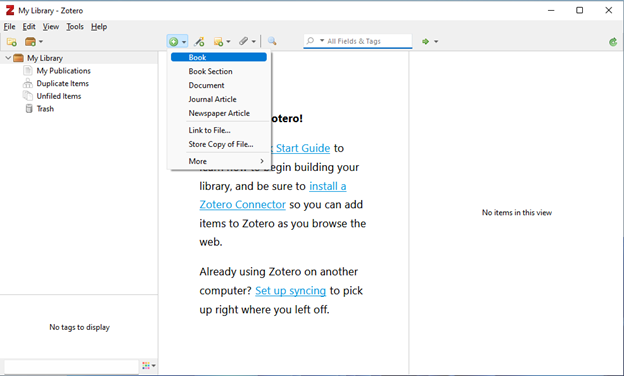 My Library - Zotero
File Edit View Tools Help
All Fields & Tags
My Library
My Publications
Duplicate Items
Unfiled Items
Trash
Book
Book Section
Document
Journal Article
Newspaper Article
Link to File...
Store Copy of File...
More
otero!
Start Guide to
learn how to begin building your
library, and be sure to install a
Zotero Connector so you can add
items to Zotero as you browse the
web.
Already using Zotero on another
computer? Set up syncing to pick
up right where you left off.
No items in this view
No tags to display